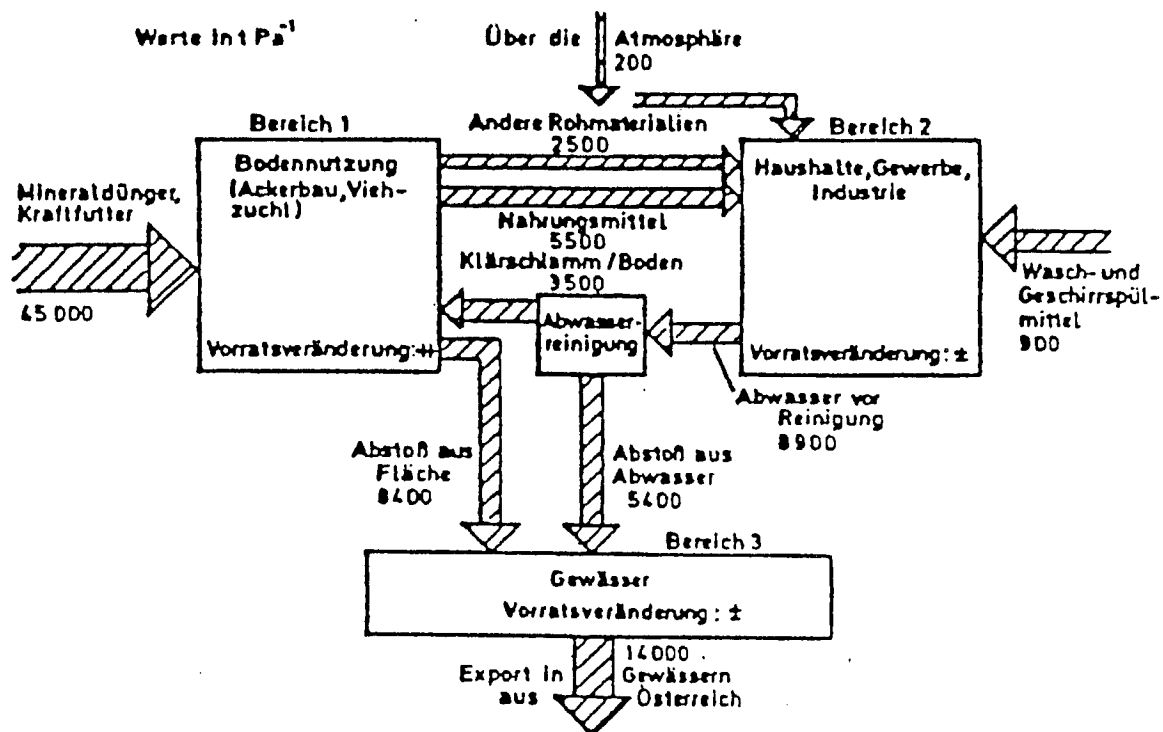 Werte in t Pa⁻¹
Über die Atmosphäre
200
Bereich 1
Andere Rohmaterialien
2500
Bereich 2
Bodennutzung
(Ackerbau, Vieh-
zucht)
Haushalte, Gewerbe,
Industrie
Mineraldünger,
Kraftfutter
45 000
Nahrungsmittel
5500
Klärschlamm / Boden
3500
Abwasser-
reinigung
Wasch- und
Geschirrspül-
mittel
900
Vorratsveränderung: ++
Vorratsveränderung: ±
Abwasser vor
Reinigung
8900
Abstoß aus
Fläche
8400
Abstoß aus
Abwasser
5400
Bereich 3
Gewässer
Vorratsveränderung: ±
14000
Export in Gewässern
aus Österreich